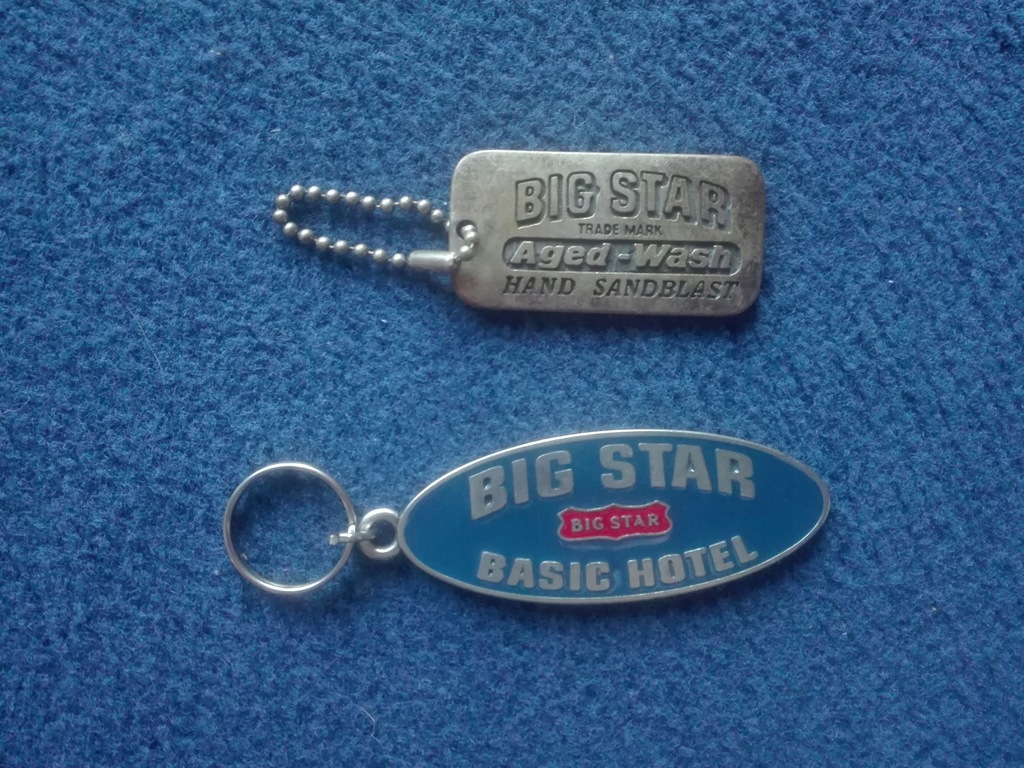 BIG STAR
TRADE MARK
Aged-Wash
HAND SANDBLAST
BIG STAR
BIG STAR
BASIC HOTEL